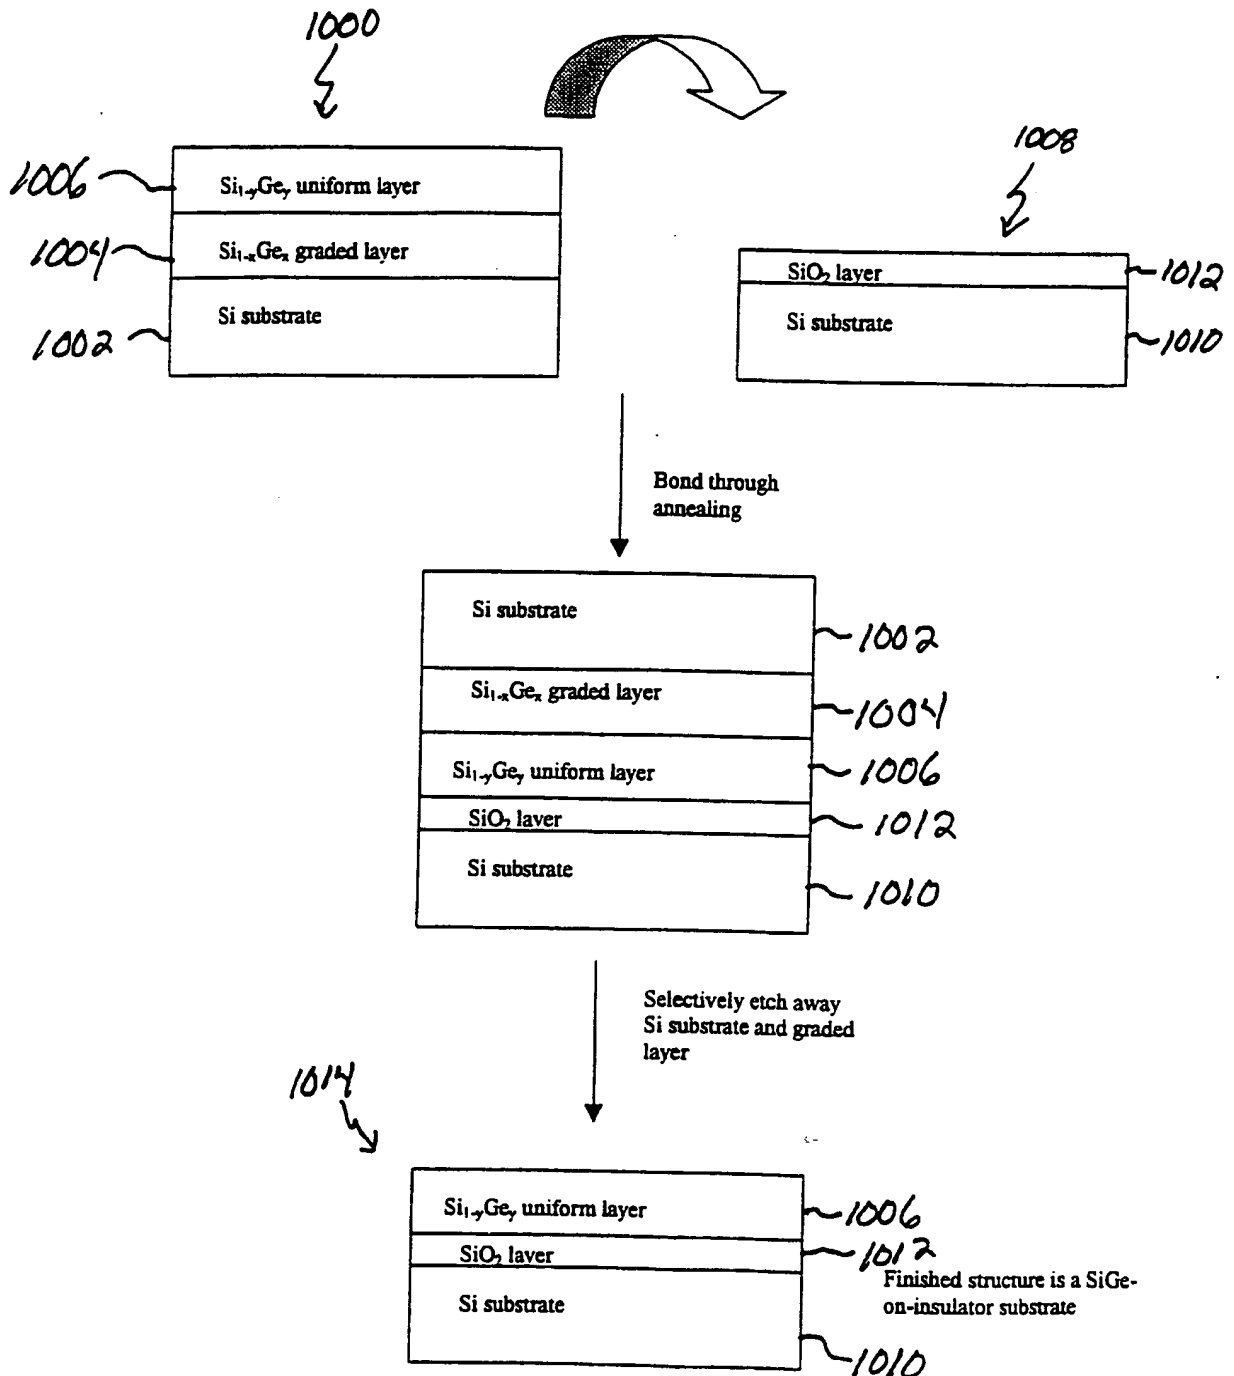 1000
1008
1006
Si₁₋yGey uniform layer
1004
Si₁₋ₓGeₓ graded layer
SiO₂ layer
1012
1002
Si substrate
Si substrate
1010
Bond through
annealing
Si substrate
1002
Si₁₋ₓGeₓ graded layer
1004
Si₁₋yGey uniform layer
1006
SiO₂ layer
1012
Si substrate
1010
Selectively etch away
Si substrate and graded
layer
1014
Si₁₋yGey uniform layer
1006
SiO₂ layer
1012
Finished structure is a SiGe-
on-insulator substrate
Si substrate
1010